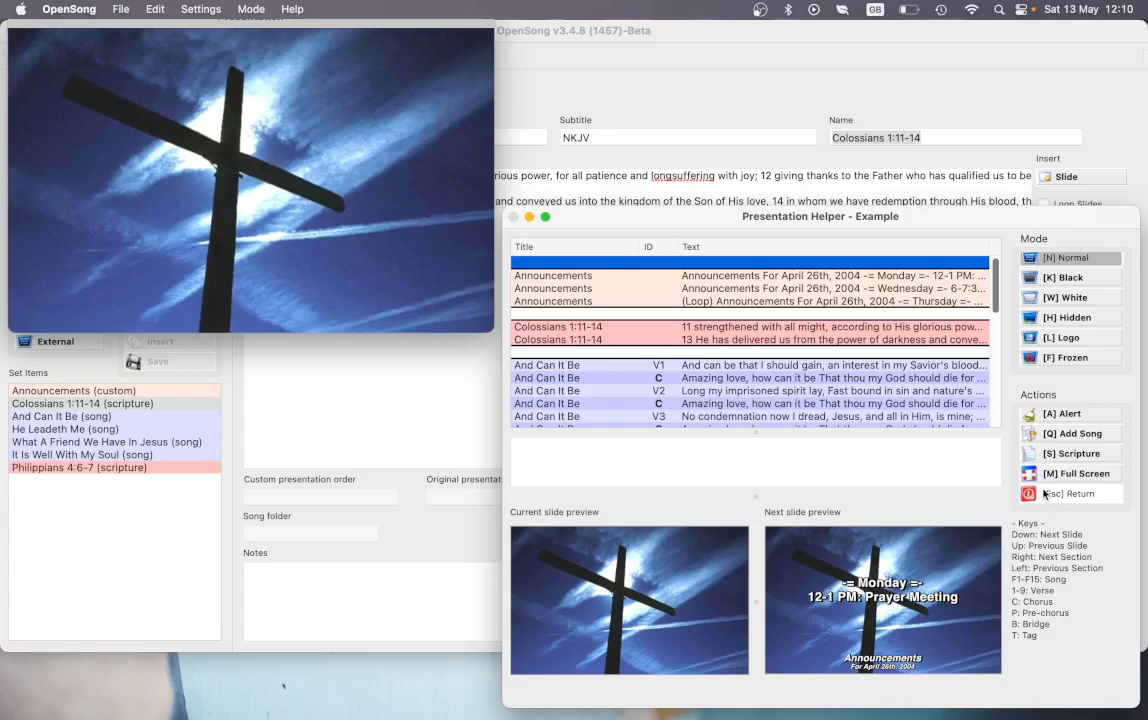 OpenSong File Edit Settings Mode Help
GB
Sat 13 May 12:10
OpenSong v3.4.8 (1457)-Beta
Subtitle
NKJV
Name
Colossians 1:11-14
Insert
Slide
rious power, for all patience and longsuffering with joy; 12 giving thanks to the Father who has qualified us to be
and conveyed us into the kingdom of the Son of His love, 14 in whom we have redemption through His blood, th
External
Insert
Save
Set Items
Announcements (custom)
Colossians 1:11-14 (scripture)
And Can It Be (song)
He Leadeth Me (song)
What A Friend We Have In Jesus (song)
It Is Well With My Soul (song)
Philippians 4:6-7 (scripture)
Custom presentation order
Original presentat
Song folder
Notes
Presentation Helper - Example
Title ID Text
Announcements Announcements For April 26th, 2004 -= Monday =- 12-1 PM: ...
Announcements Announcements For April 26th, 2004 -= Wednesday =- 6-7:3...
Announcements (Loop) Announcements For April 26th, 2004 -= Thursday =- ...
Colossians 1:11-14 11 strengthened with all might, according to His glorious pow...
Colossians 1:11-14 13 He has delivered us from the power of darkness and conve...
And Can It Be V1 And can be that I should gain, an interest in my Savior's blood...
And Can It Be C Amazing love, how can it be That thou my God should die for ...
And Can It Be V2 Long my imprisoned spirit lay, Fast bound in sin and nature's ...
And Can It Be C Amazing love, how can it be That thou my God should die for ...
And Can It Be V3 No condemnation now I dread, Jesus, and all in Him, is mine; ...
Current slide preview
Next slide preview
-= Monday =-
12-1 PM: Prayer Meeting
Announcements
For April 26th, 2004
Mode
[N] Normal
[K] Black
[W] White
[H] Hidden
[L] Logo
[F] Frozen
Actions
[A] Alert
[Q] Add Song
[S] Scripture
[M] Full Screen
Esc] Return
- Keys -
Down: Next Slide
Up: Previous Slide
Right: Next Section
Left: Previous Section
F1-F15: Song
1-9: Verse
C: Chorus
P: Pre-chorus
B: Bridge
T: Tag